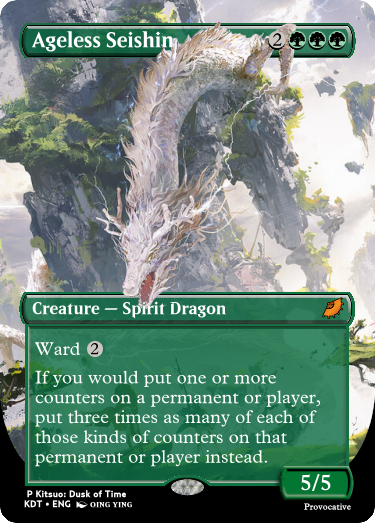 Ageless Seishin 2
Creature — Spirit Dragon
Ward 2
If you would put one or more
counters on a permanent or player,
put three times as many of each of
those kinds of counters on that
permanent or player instead.
5/5
P Kitsuo: Dusk of Time
KDT • ENG OING YING
Provocative